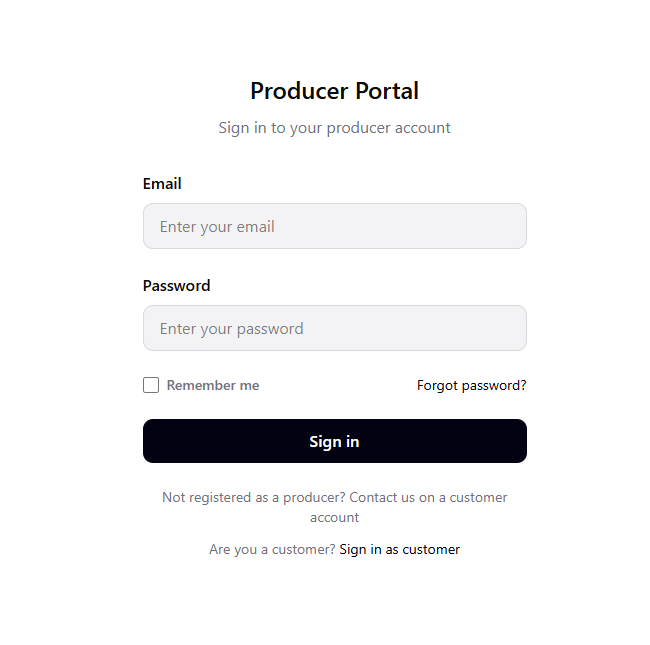 Producer Portal
Sign in to your producer account
Email
Enter your email
Password
Enter your password
Remember me
Forgot password?
Sign in
Not registered as a producer? Contact us on a customer
account
Are you a customer? Sign in as customer